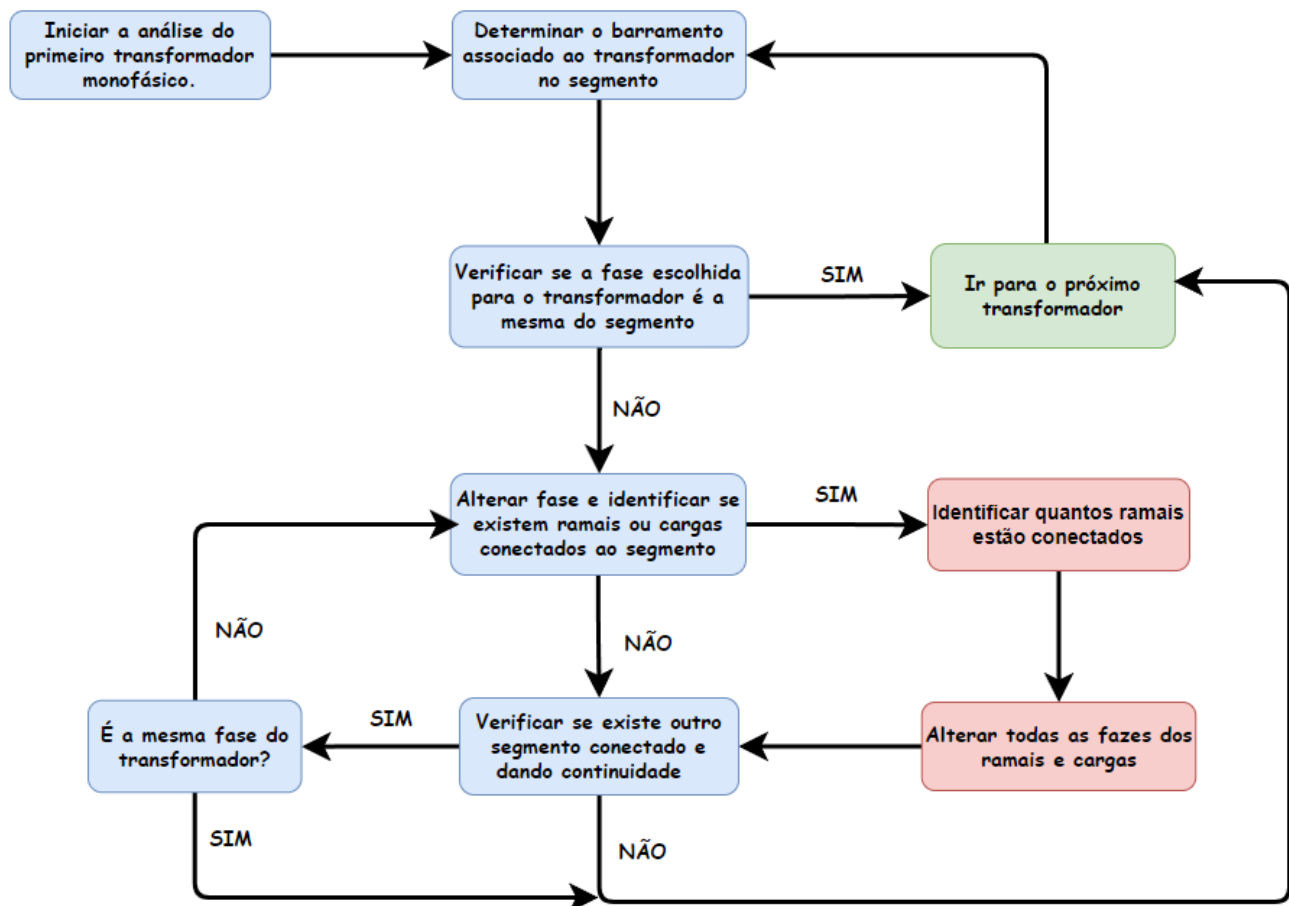 Iniciar a análise do
primeiro transformador
monofásico.
Determinar o barramento
associado ao transformador
no segmento
Verificar se a fase escolhida
para o transformador é a
mesma do segmento
SIM
Ir para o próximo
transformador
NÃO
Alterar fase e identificar se
existem ramais ou cargas
conectados ao segmento
SIM
Identificar quantos ramais
estão conectados
NÃO
NÃO
É a mesma fase do
transformador?
SIM
Verificar se existe outro
segmento conectado e
dando continuidade
Alterar todas as fazes dos
ramais e cargas
SIM
NÃO